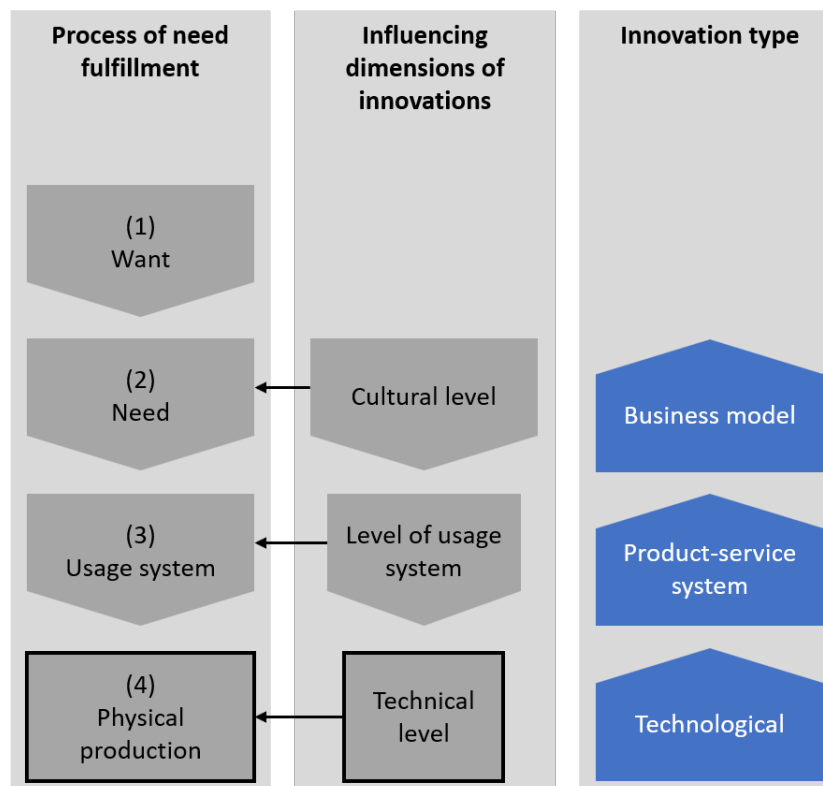 Process of need
fulfillment
Influencing
dimensions of
innovations
Innovation type
(1)
Want
(2)
Need
Cultural level
Business model
(3)
Usage system
Level of usage
system
Product-service
system
(4)
Physical
production
Technical
level
Technological